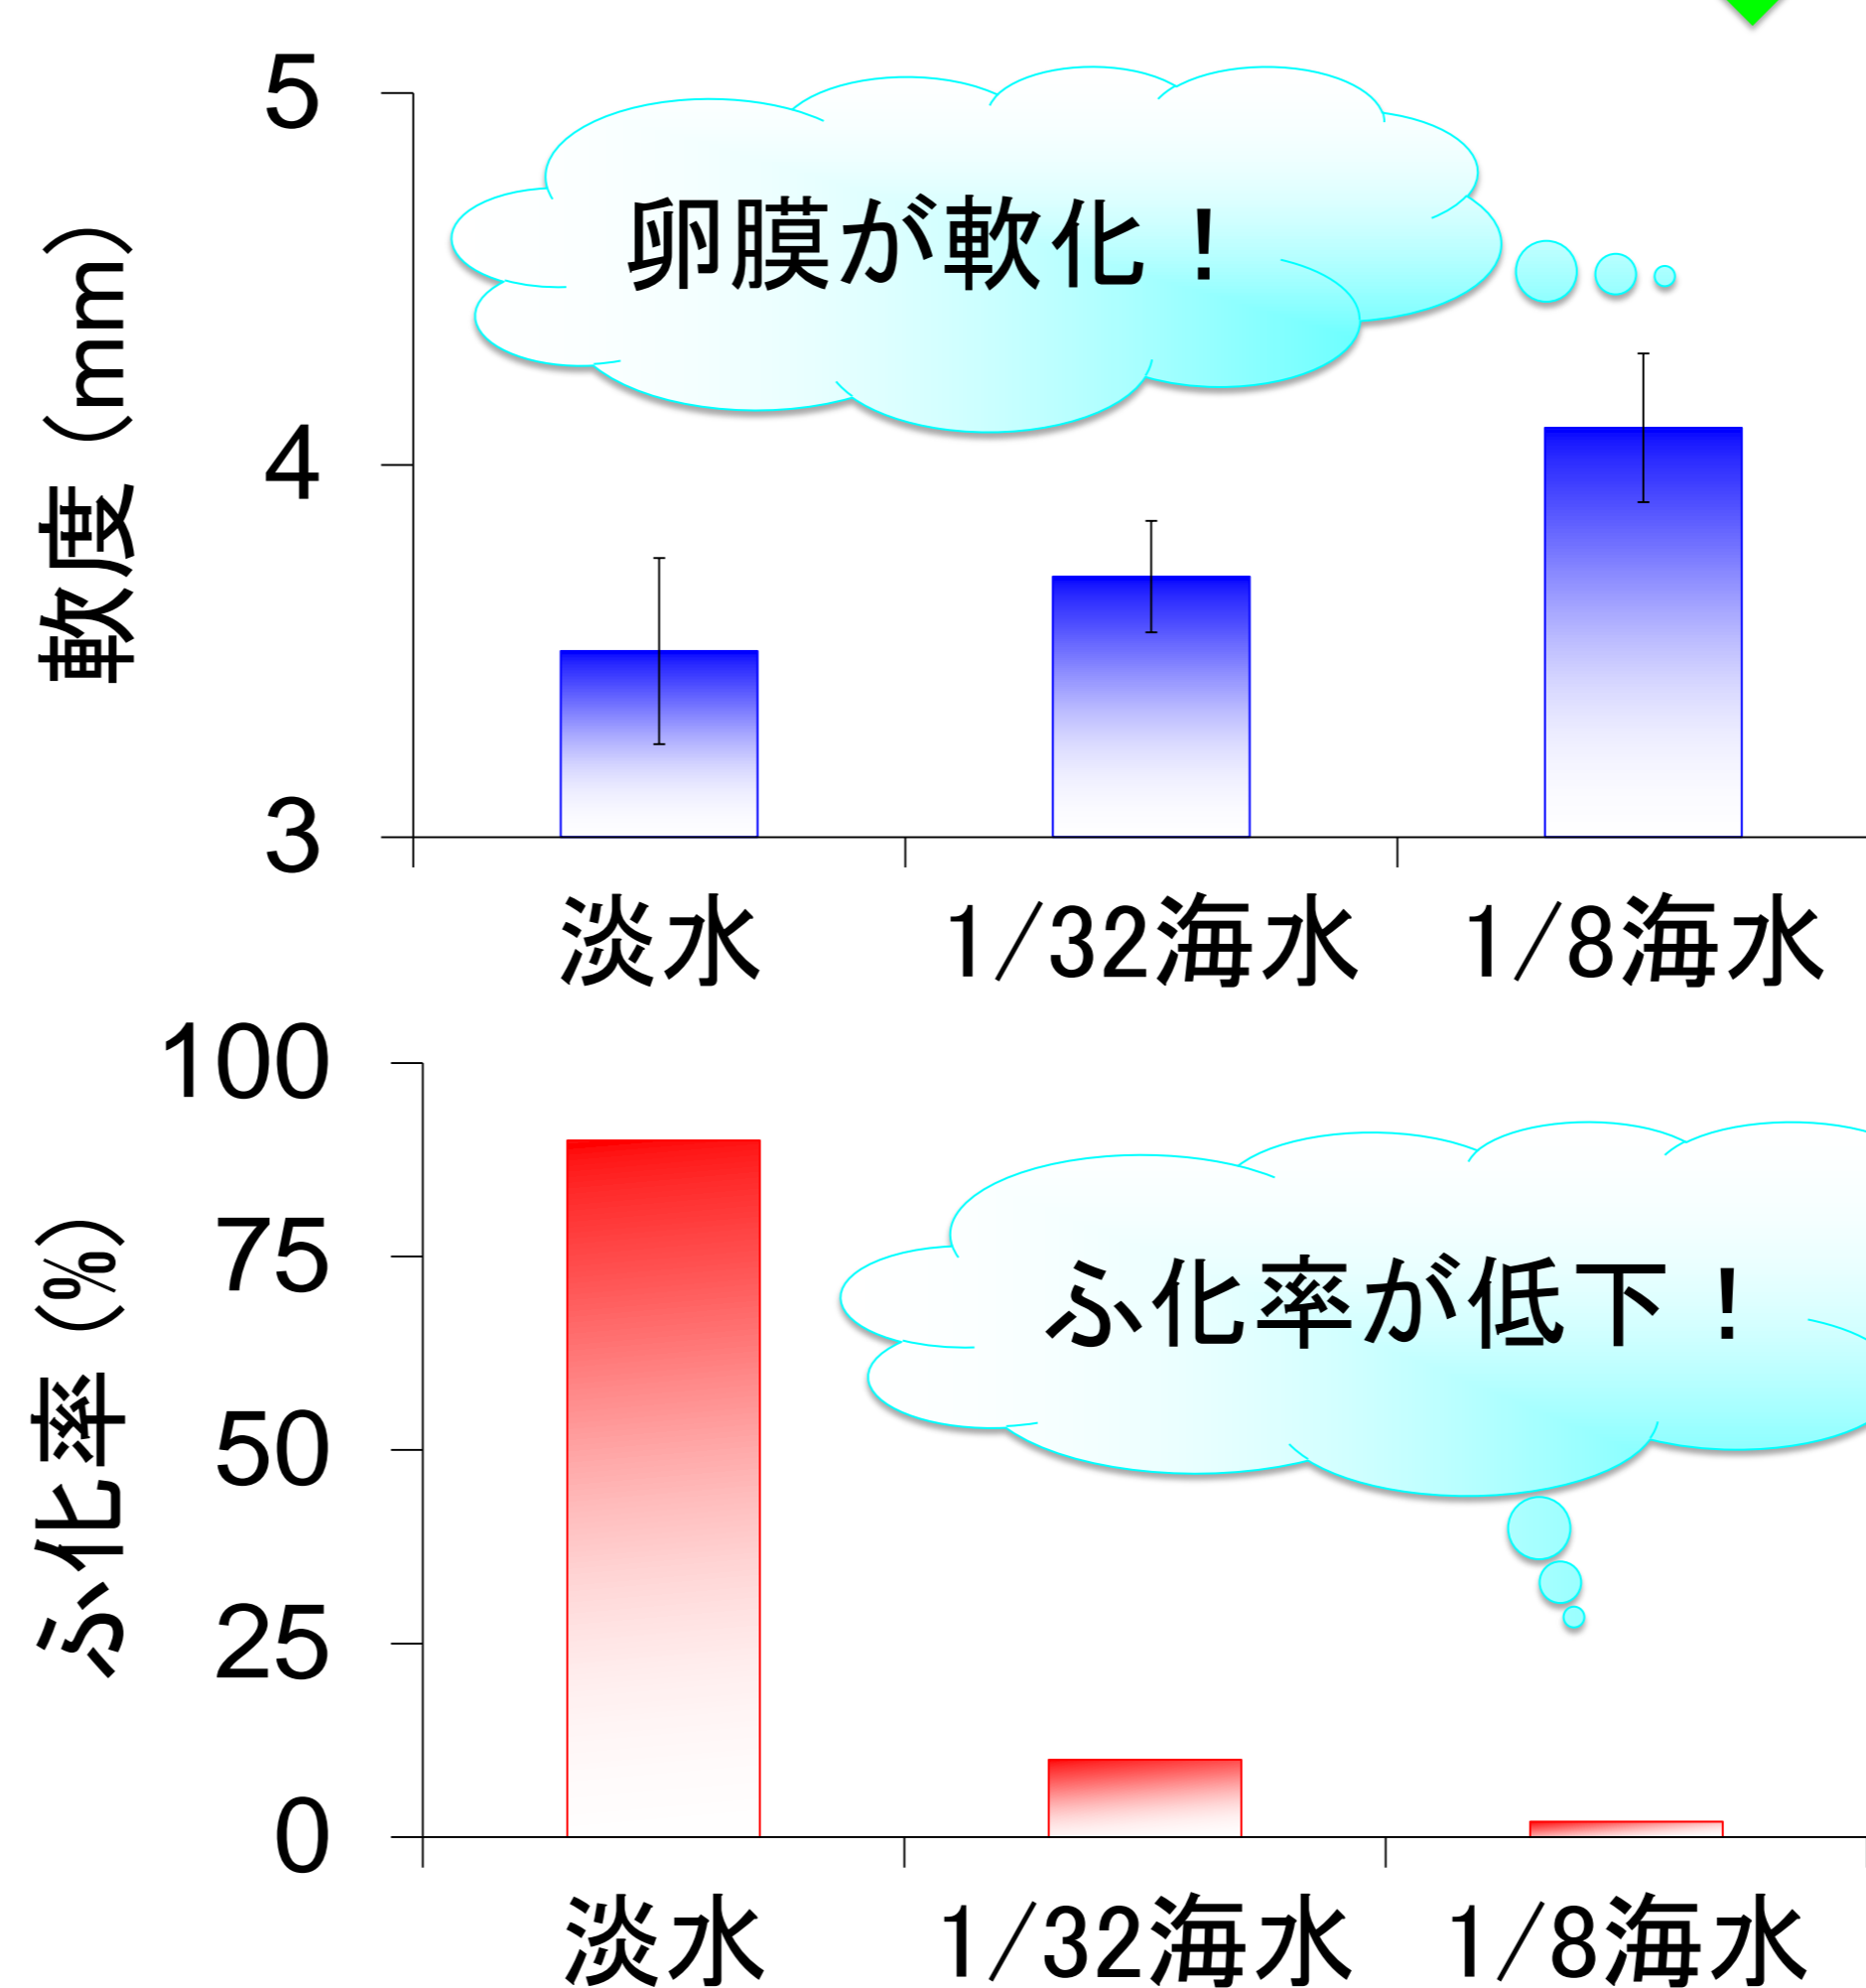 5
卵膜が軟化！
軟度（mm）
4
3
淡水 1/32海水 1/8海水
100
75
ふ化率が低下！
ふ化率（%）
50
25
0
淡水 1/32海水 1/8海水